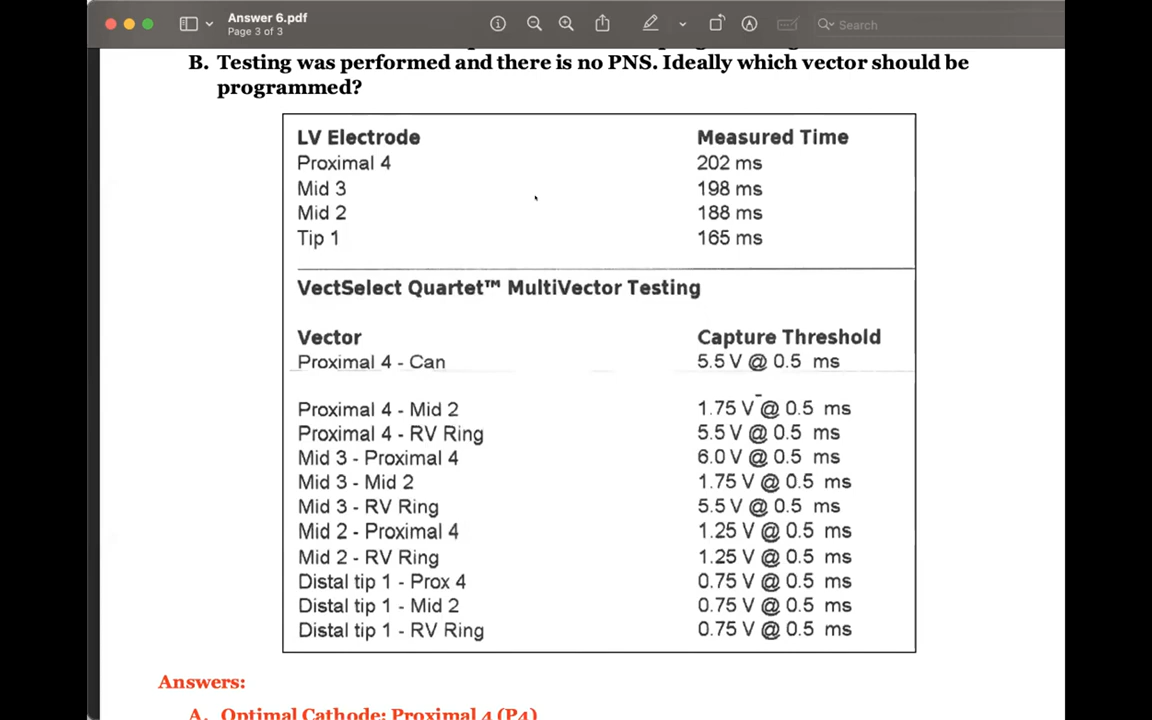 Answer 6.pdf
Page 3 of 3
Search
B. Testing was performed and there is no PNS. Ideally which vector should be
programmed?
LV Electrode Measured Time
Proximal 4 202 ms
Mid 3 198 ms
Mid 2 188 ms
Tip 1 165 ms
VectSelect Quartet™ MultiVector Testing
Vector Capture Threshold
Proximal 4 - Can 5.5 V @ 0.5 ms
Proximal 4 - Mid 2 1.75 V @ 0.5 ms
Proximal 4 - RV Ring 5.5 V @ 0.5 ms
Mid 3 - Proximal 4 6.0 V @ 0.5 ms
Mid 3 - Mid 2 1.75 V @ 0.5 ms
Mid 3 - RV Ring 5.5 V @ 0.5 ms
Mid 2 - Proximal 4 1.25 V @ 0.5 ms
Mid 2 - RV Ring 1.25 V @ 0.5 ms
Distal tip 1 - Prox 4 0.75 V @ 0.5 ms
Distal tip 1 - Mid 2 0.75 V @ 0.5 ms
Distal tip 1 - RV Ring 0.75 V @ 0.5 ms
Answers:
A. Optimal Cathode: Proximal 4 (P4)